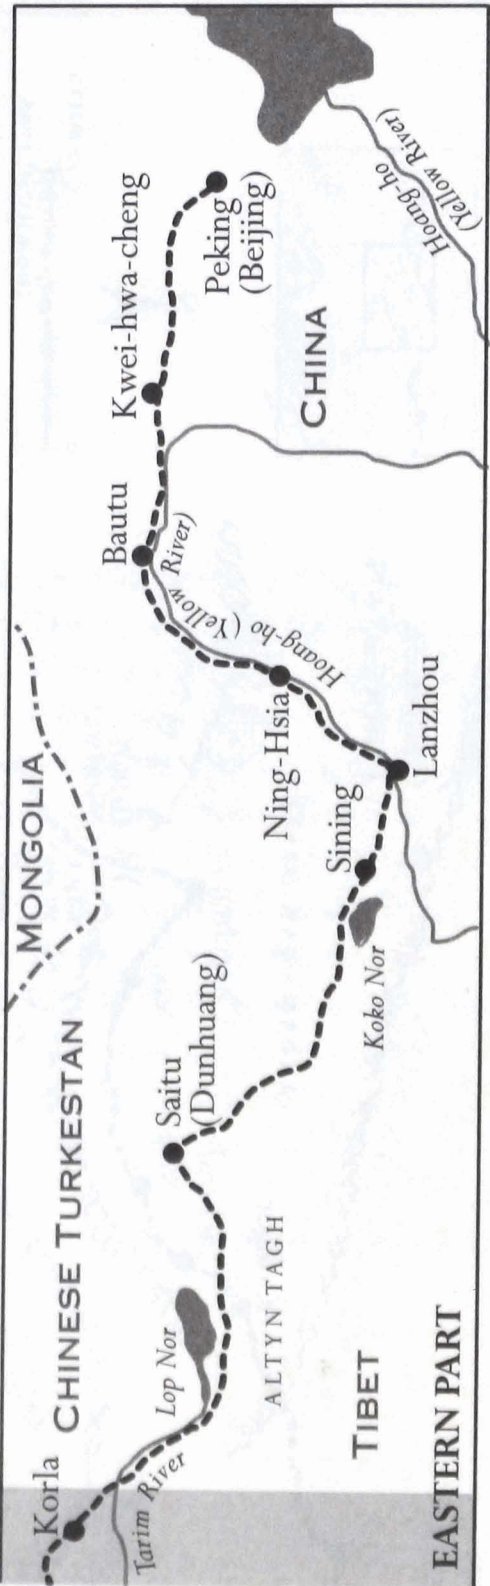 MONGOLIA
CHINESE TURKESTAN
Korla
Tarim River
Lop Nor
Saitu
(Dunhuang)
ALTYN TAGH
TIBET
Koko Nor
Sining
Lanzhou
Ning-Hsia
Hoang-ho (Yellow River)
Bautu
Kwei-hwa-cheng
Peking
(Beijing)
CHINA
Hoang-ho
(Yellow River)
EASTERN PART